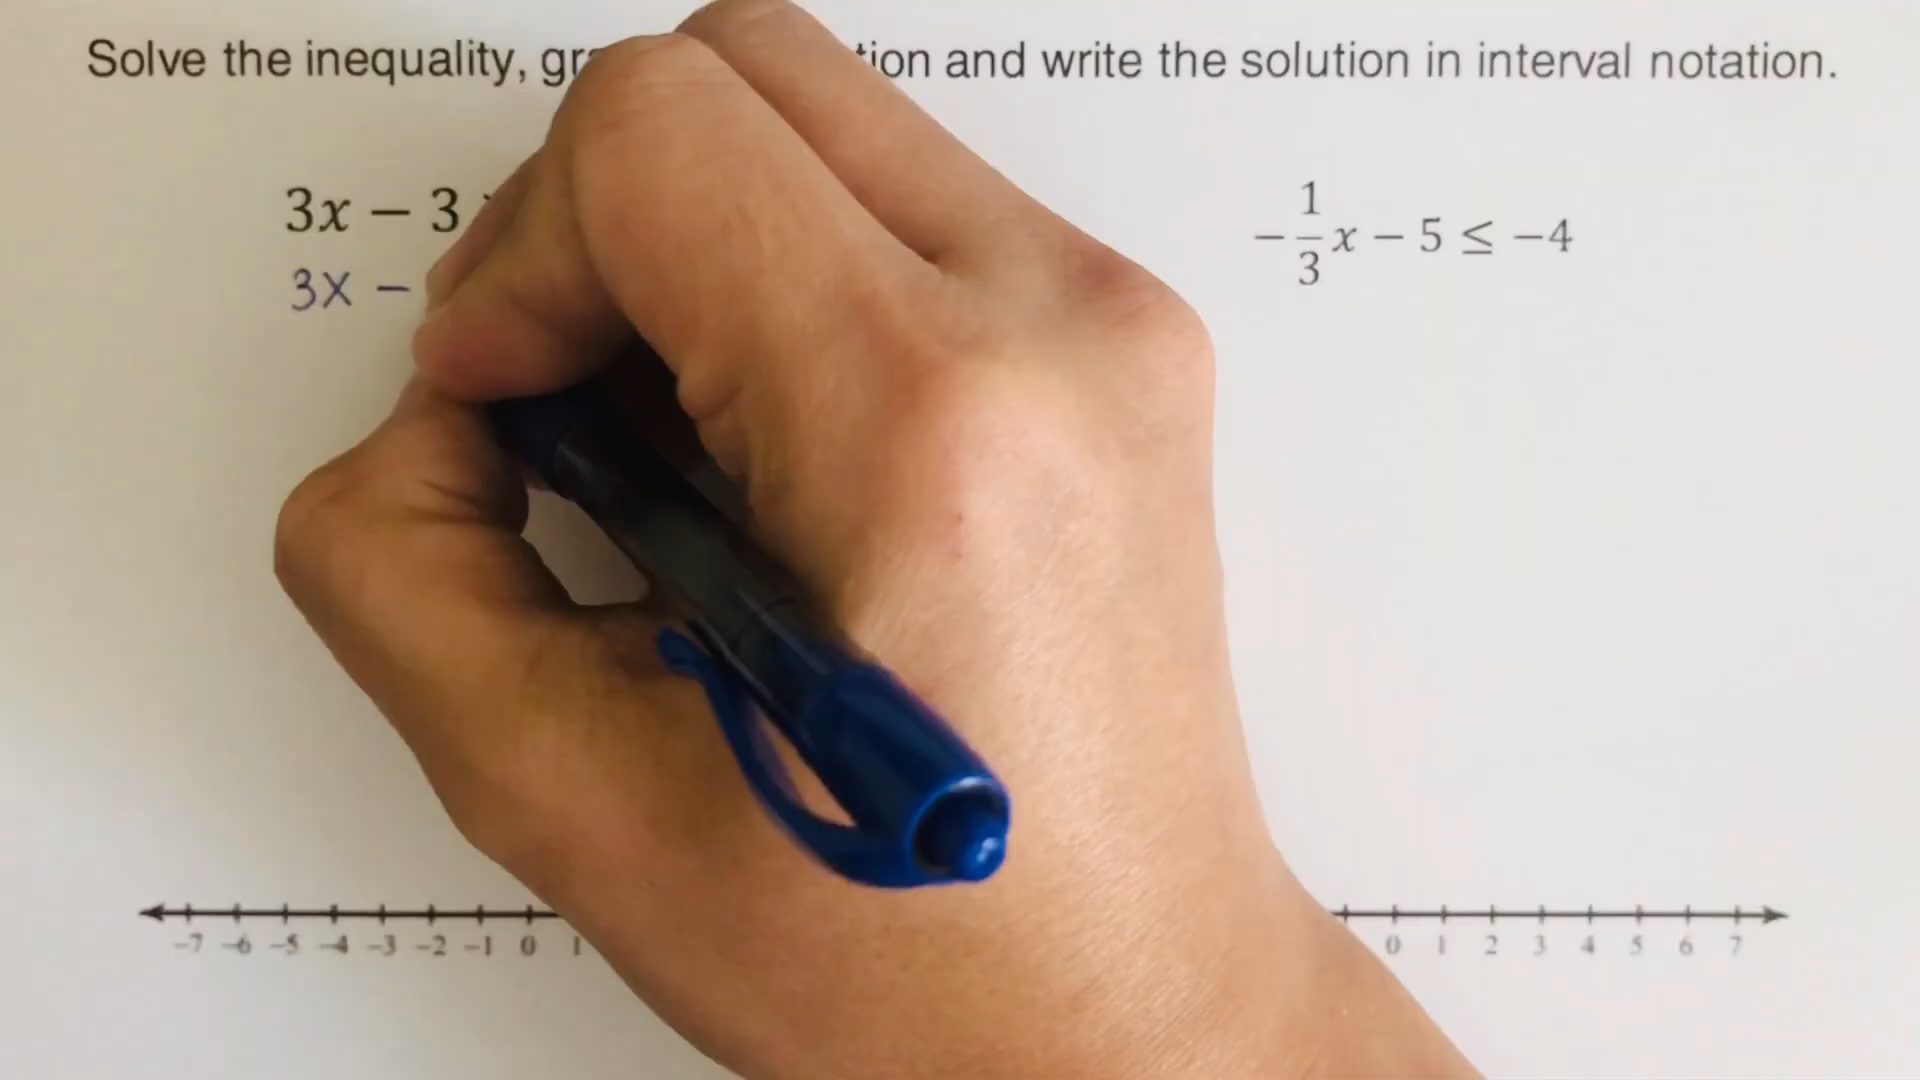 Solve the inequality, gr tion and write the solution in interval notation.
3x − 3
3x −
−1/3 x − 5 ≤ −4
−7 −6 −5 −4 −3 −2 −1 0 1
0 1 2 3 4 5 6 7